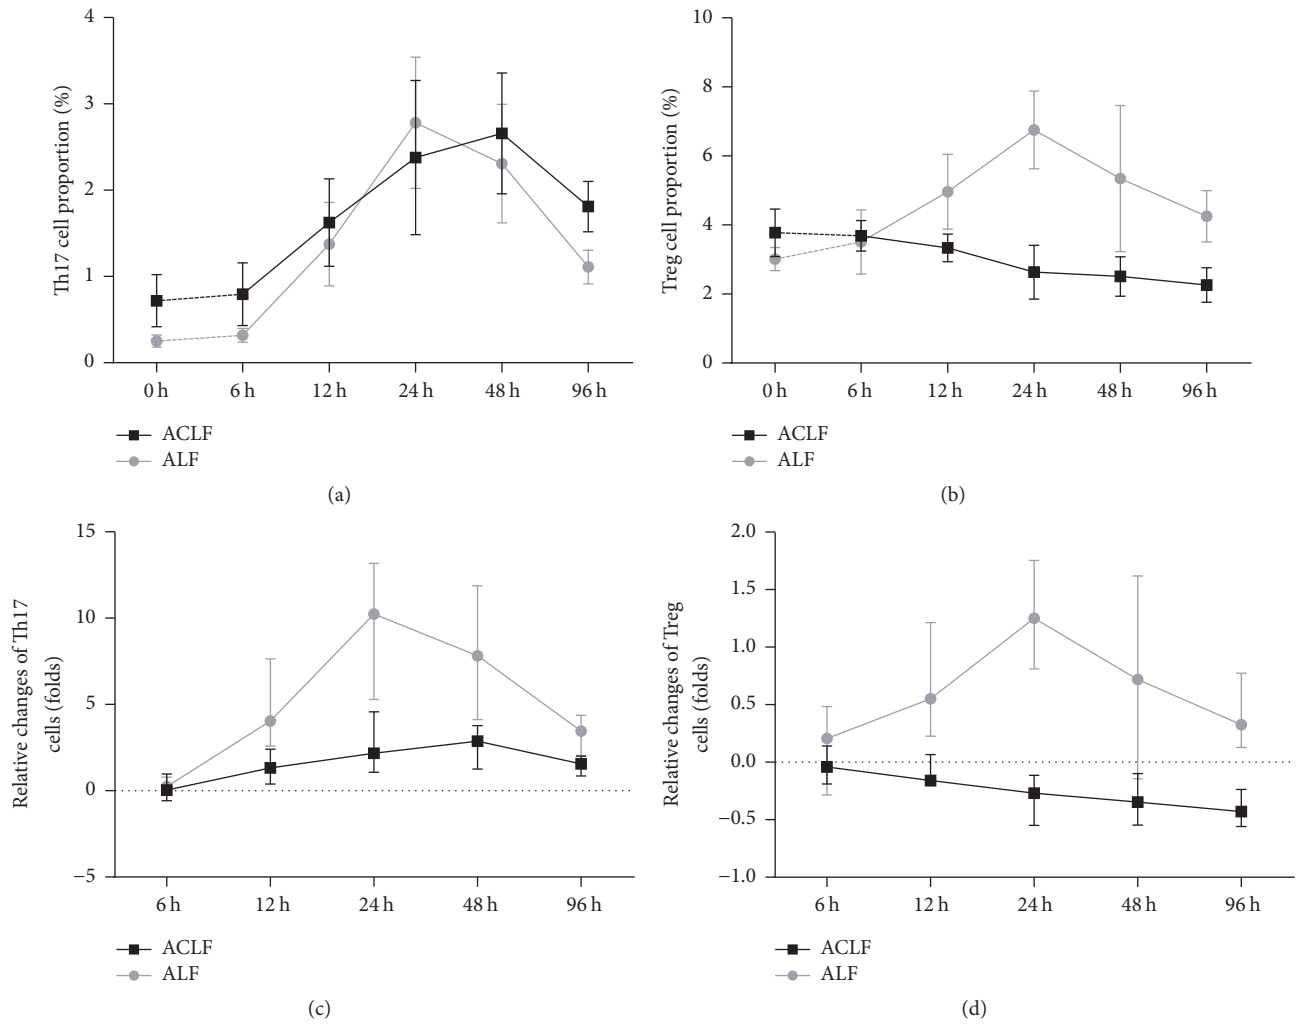 Th17 cell proportion (%)
4
3
2
1
0
0 h 6 h 12 h 24 h 48 h 96 h
ACLF
ALF
(a)
Treg cell proportion (%)
10
8
6
4
2
0
0 h 6 h 12 h 24 h 48 h 96 h
ACLF
ALF
(b)
Relative changes of Th17
cells (folds)
15
10
5
0
−5
6 h 12 h 24 h 48 h 96 h
ACLF
ALF
(c)
Relative changes of Treg
cells (folds)
2.0
1.5
1.0
0.5
0.0
−0.5
−1.0
6 h 12 h 24 h 48 h 96 h
ACLF
ALF
(d)